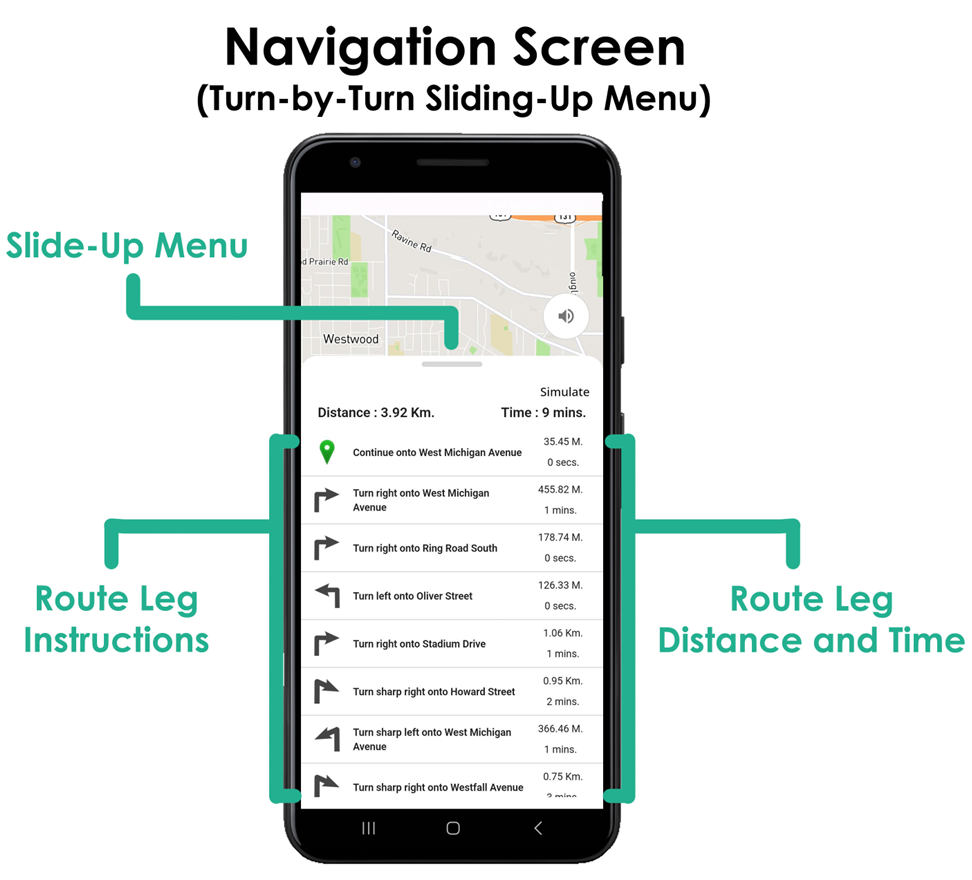 Navigation Screen
(Turn-by-Turn Sliding-Up Menu)
Slide-Up Menu
131
Ravine Rd
d Prairie Rd
Westwood
Simulate
Distance : 3.92 Km.
Time : 9 mins.
Continue onto West Michigan Avenue
35.45 M.
0 secs.
Turn right onto West Michigan
Avenue
455.82 M.
1 mins.
Turn right onto Ring Road South
178.74 M.
0 secs.
Turn left onto Oliver Street
126.33 M.
0 secs.
Turn right onto Stadium Drive
1.06 Km.
1 mins.
Turn sharp right onto Howard Street
0.95 Km.
2 mins.
Turn sharp left onto West Michigan
Avenue
366.46 M.
1 mins.
Turn sharp right onto Westfall Avenue
0.75 Km.
Route Leg
Instructions
Route Leg
Distance and Time